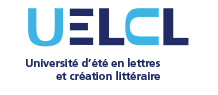 UELCL
Université d'été en lettres
et création littéraire